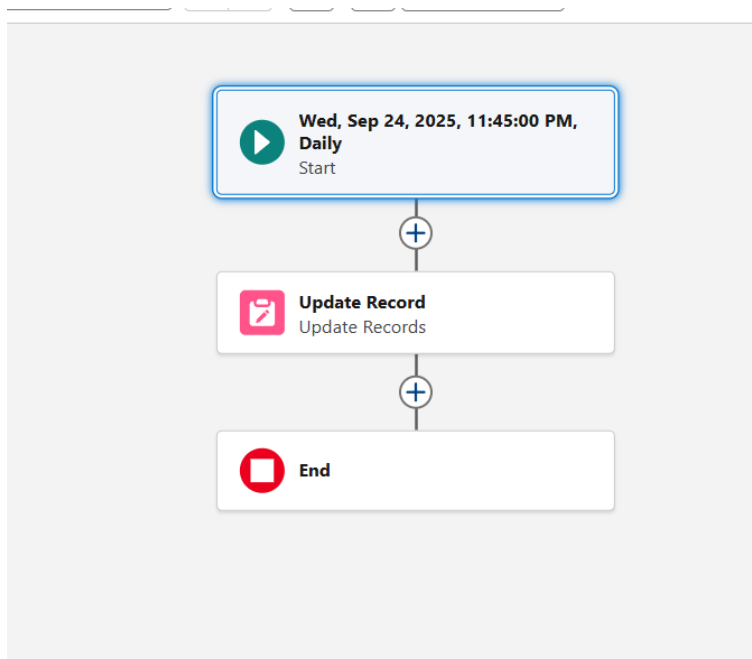 Wed, Sep 24, 2025, 11:45:00 PM,
Daily
Start
Update Record
Update Records
End